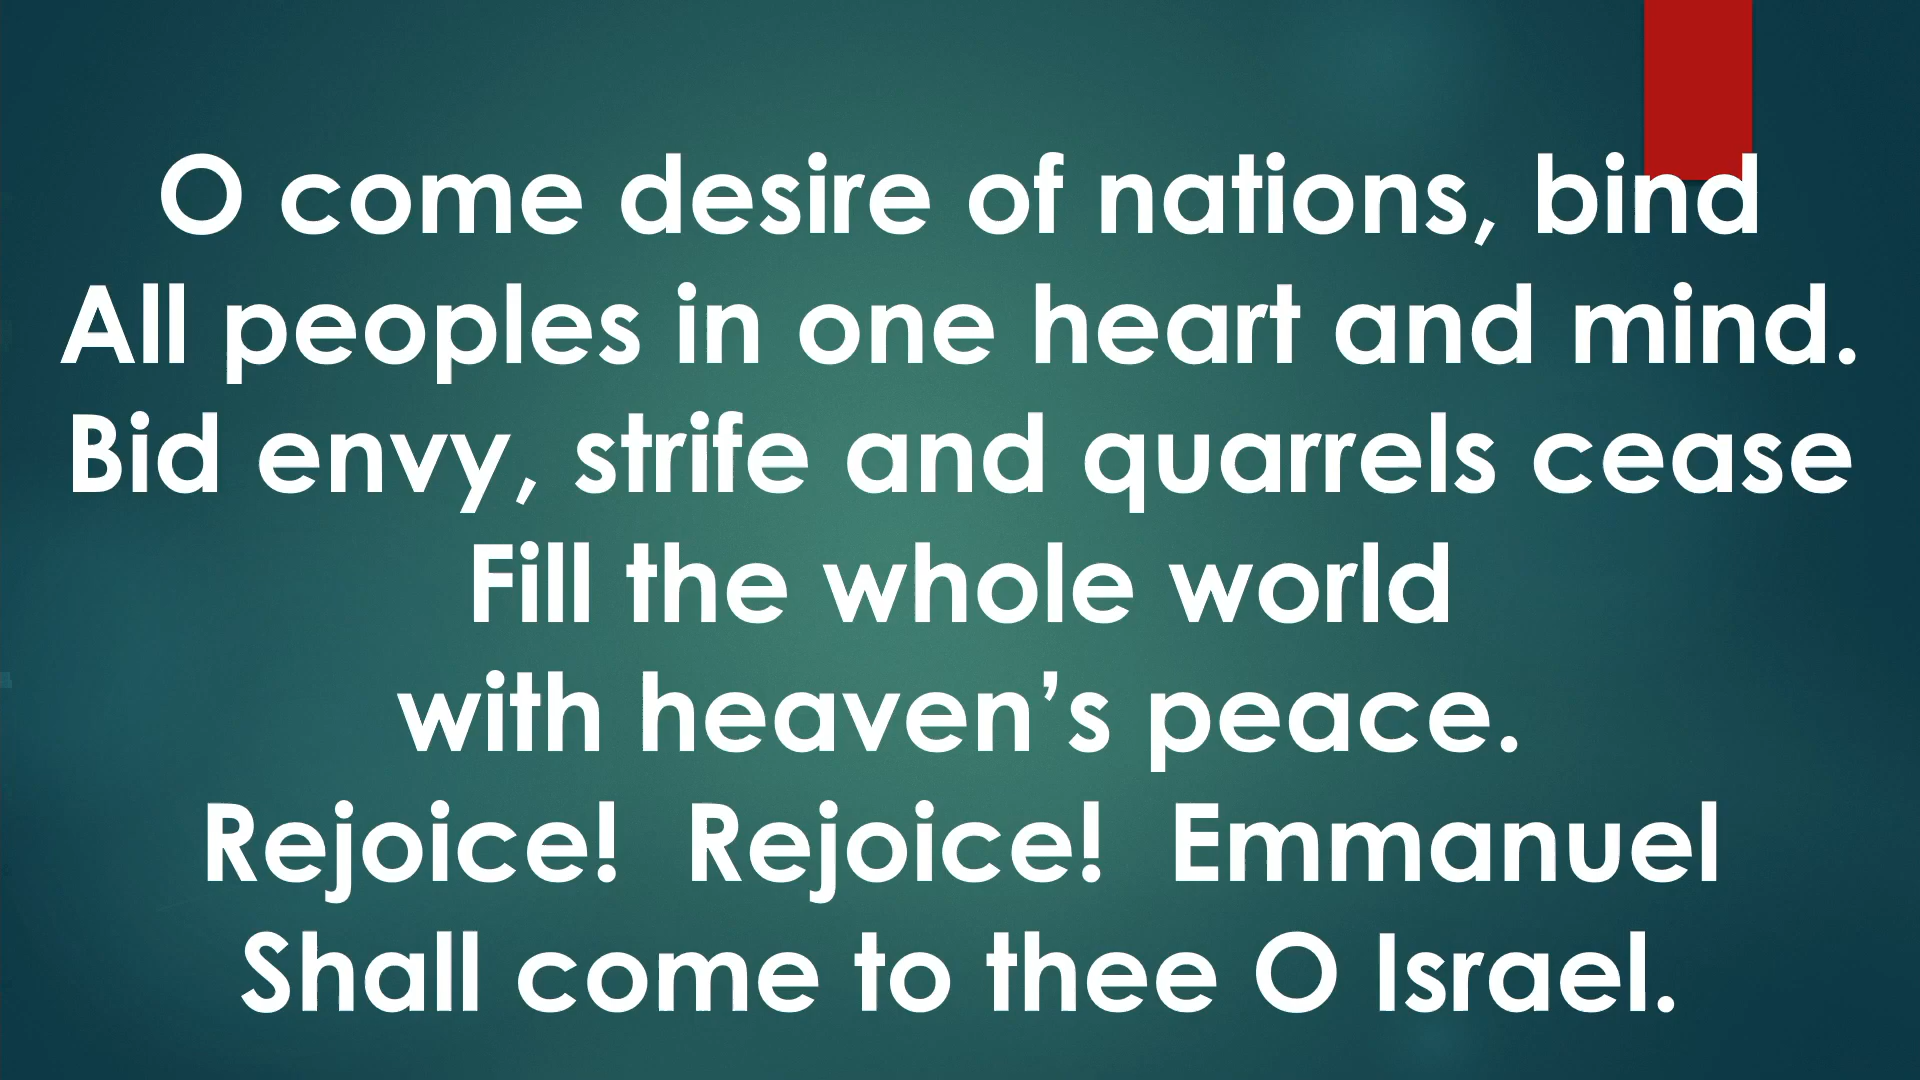 O come desire of nations, bind
All peoples in one heart and mind.
Bid envy, strife and quarrels cease
Fill the whole world
with heaven’s peace.
Rejoice!  Rejoice!  Emmanuel
Shall come to thee O Israel.